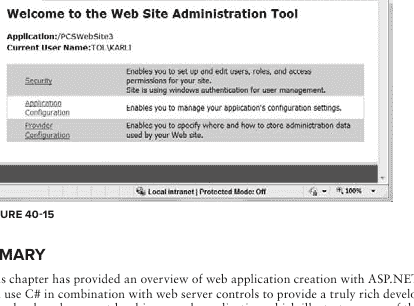 Welcome to the Web Site Administration Tool
Application:/PCSWebSite3
Current User Name:TOL\KARLI
Security
Enables you to set up and edit users, roles, and access
permissions for your site.
Site is using windows authentication for user management.
Application
Configuration
Enables you to manage your application's configuration settings.
Provider
Configuration
Enables you to specify where and how to store administration data
used by your Web site.
Local intranet | Protected Mode: Off
100%
URE 40-15
MARY
s chapter has provided an overview of web application creation with ASP.NET
use C# in combination with web server controls to provide a truly rich develo